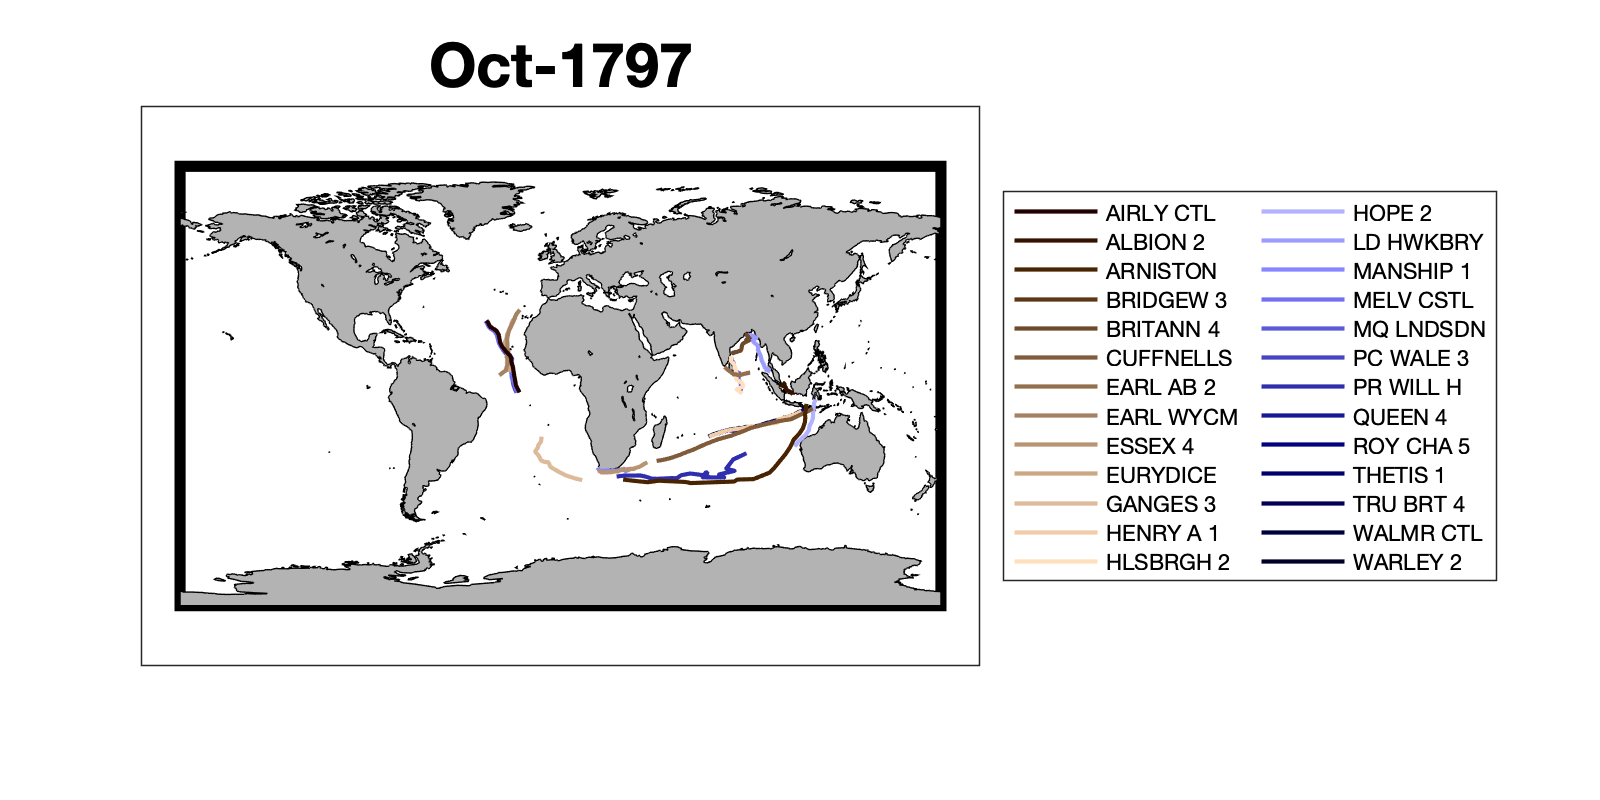 Oct-1797
AIRLY CTL
ALBION 2
ARNISTON
BRIDGEW 3
BRITANN 4
CUFFNELLS
EARL AB 2
EARL WYCM
ESSEX 4
EURYDICE
GANGES 3
HENRY A 1
HLSBRGH 2
HOPE 2
LD HWKBRY
MANSHIP 1
MELV CSTL
MQ LNDSDN
PC WALE 3
PR WILL H
QUEEN 4
ROY CHA 5
THETIS 1
TRU BRT 4
WALMR CTL
WARLEY 2